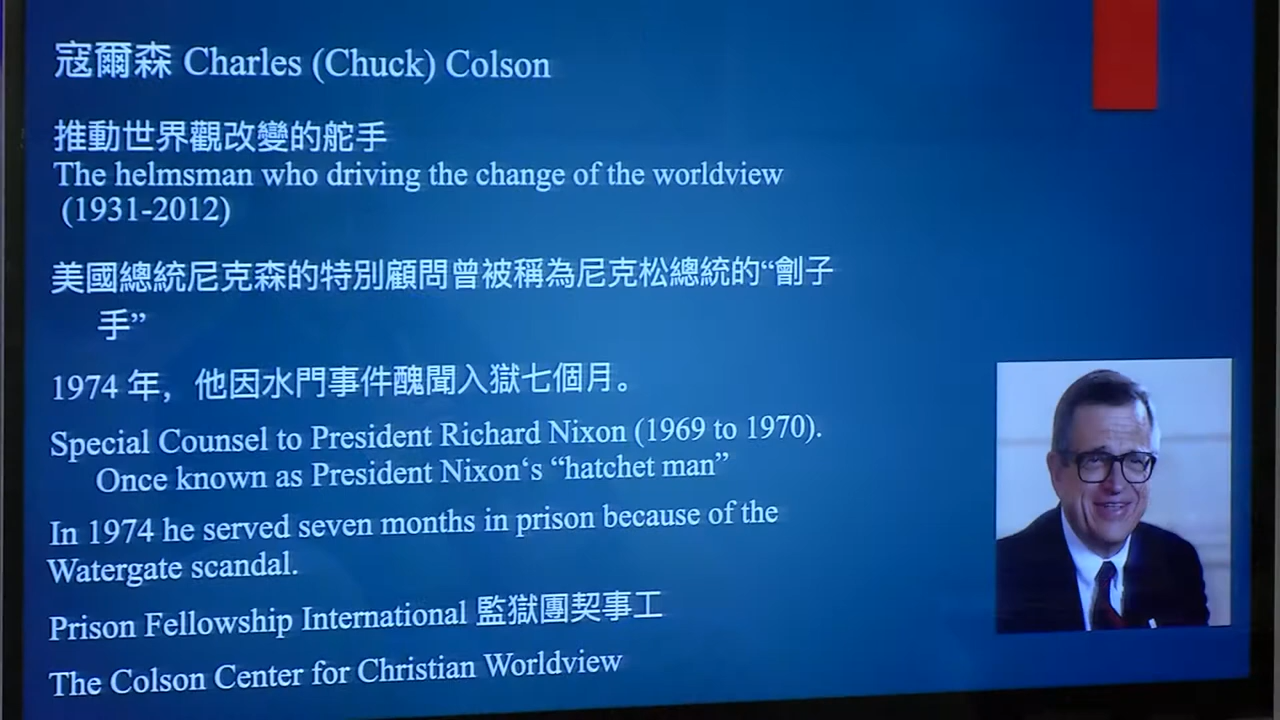 寇爾森 Charles (Chuck) Colson
推動世界觀改變的舵手
The helmsman who driving the change of the worldview
(1931-2012)
美國總統尼克森的特別顧問曾被稱為尼克松總統的“劊子
手”
1974 年，他因水門事件醜聞入獄七個月。
Special Counsel to President Richard Nixon (1969 to 1970).
Once known as President Nixon‘s “hatchet man”
In 1974 he served seven months in prison because of the
Watergate scandal.
Prison Fellowship International 監獄團契事工
The Colson Center for Christian Worldview